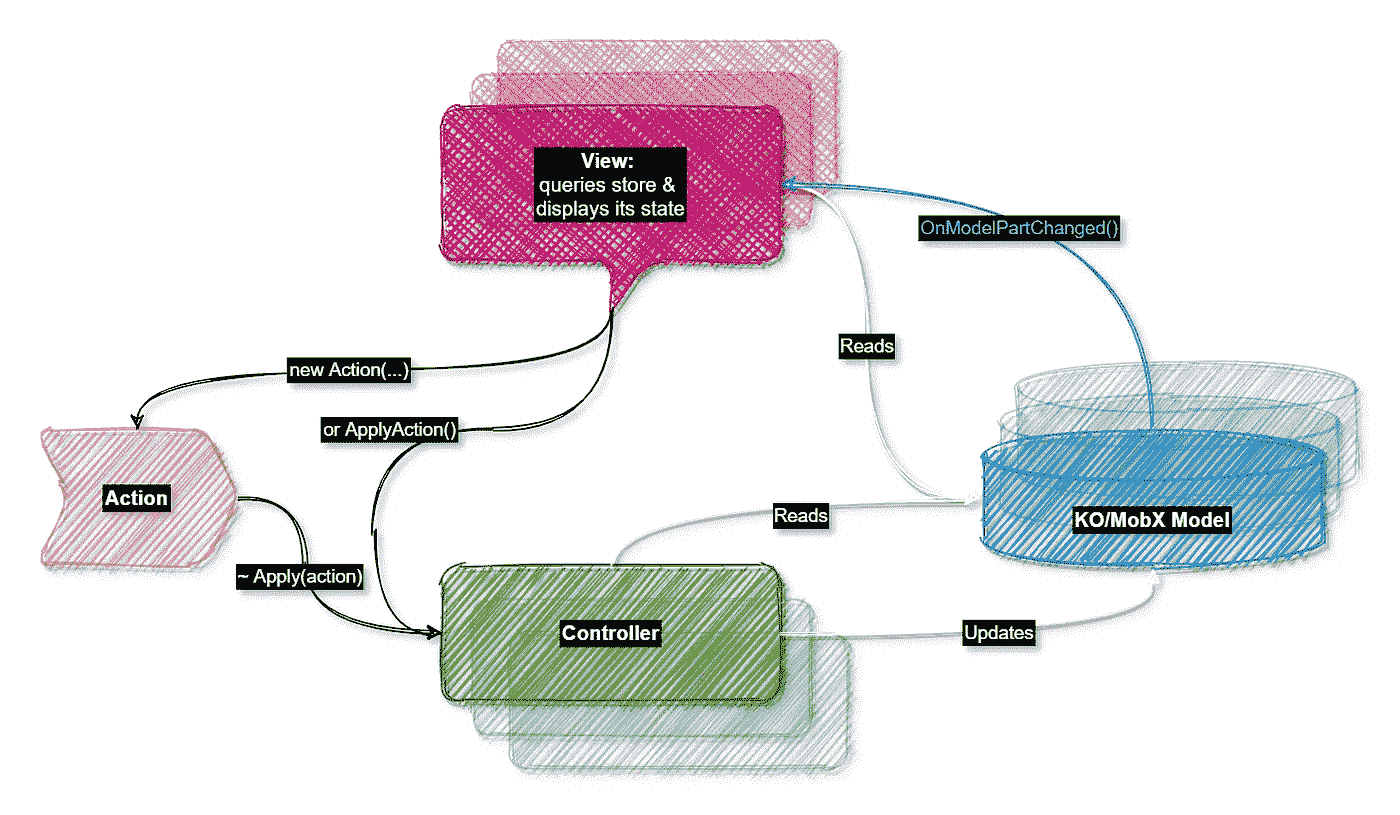 View:
queries store &
displays its state
OnModelPartChanged()
Reads
new Action(...)
or ApplyAction()
Action
Reads
KO/MobX Model
~ Apply(action)
Controller
Updates